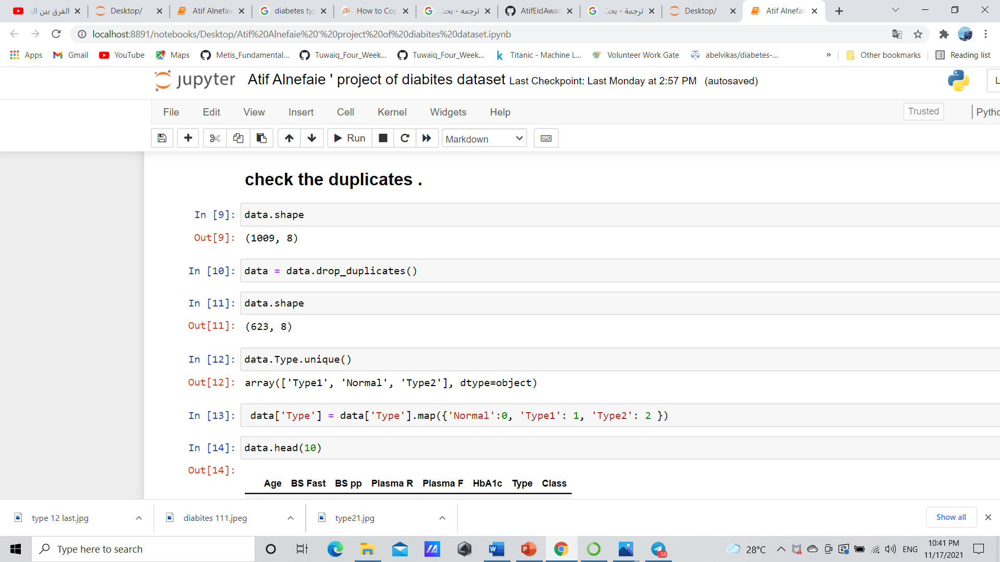 الفرق بين ال
Desktop/
Atif Alnefaie
diabetes typ
How to Cop
ترجمه - بحث
AtifEidAwad
ترجمة - بحث
Desktop/
Atif Alnefaie
localhost:8891/notebooks/Desktop/Atif%20Alnefaie%20'%20project%20of%20diabites%20dataset.ipynb
Apps
Gmail
YouTube
Maps
Metis_Fundamental...
Tuwaiq_Four_Week...
Tuwaiq_Four_Week...
Titanic - Machine L...
Volunteer Work Gate
abelvikas/diabetes-...
»
Other bookmarks
Reading list
jupyter
Atif Alnefaie ' project of diabites dataset Last Checkpoint: Last Monday at 2:57 PM (autosaved)
L
File Edit View Insert Cell Kernel Widgets Help
Trusted
Pytho
Run
Markdown
check the duplicates .
In [9]: data.shape
Out[9]: (1009, 8)
In [10]: data = data.drop_duplicates()
In [11]: data.shape
Out[11]: (623, 8)
In [12]: data.Type.unique()
Out[12]: array(['Type1', 'Normal', 'Type2'], dtype=object)
In [13]: data['Type'] = data['Type'].map({'Normal':0, 'Type1': 1, 'Type2': 2 })
In [14]: data.head(10)
Out[14]:
Age BS Fast BS pp Plasma R Plasma F HbA1c Type Class
type 12 last.jpg
diabites 111.jpeg
type21.jpg
Show all
Type here to search
..58
28°C
ENG
10:41 PM
11/17/2021